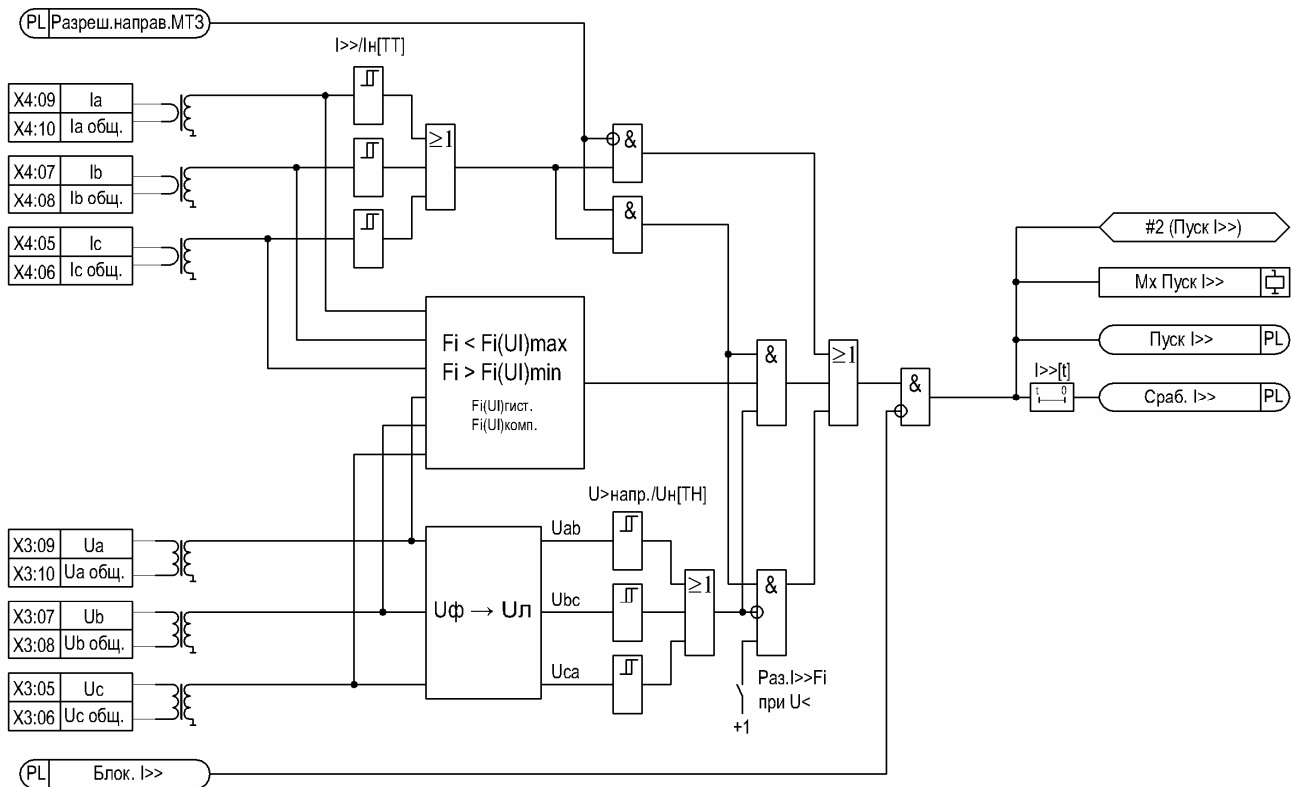 PL Разреш.направ.МТЗ
I>>/Iн[ТТ]
X4:09 Ia
X4:10 Ia общ.
X4:07 Ib
X4:08 Ib общ.
X4:05 Ic
X4:06 Ic общ.
≥1
&
&
#2 (Пуск I>>)
Мх Пуск I>>
Пуск I>> PL
I>>[t]
t 0
Сраб. I>> PL
Fi < Fi(UI)max
Fi > Fi(UI)min
Fi(UI)гист.
Fi(UI)комп.
&
≥1
&
U>напр./Uн[ТН]
X3:09 Ua
X3:10 Ua общ.
X3:07 Ub
X3:08 Ub общ.
X3:05 Uc
X3:06 Uc общ.
Uф → Uл
Uab
Ubc
Uca
≥1
&
Раз.I>>Fi
при U<
+1
PL Блок. I>>